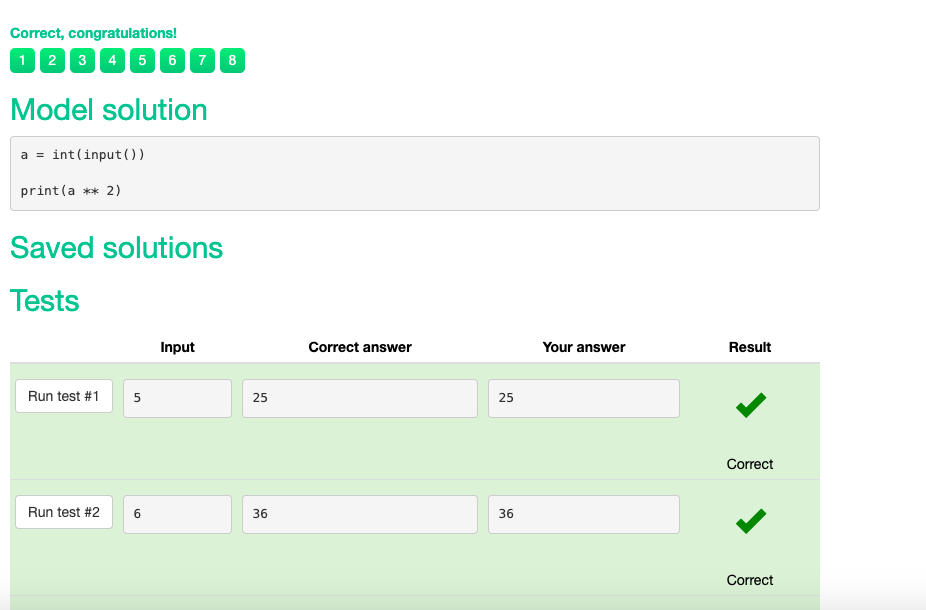 Correct, congratulations!
1 2 3 4 5 6 7 8
Model solution
a = int(input())
print(a ** 2)
Saved solutions
Tests
Input Correct answer Your answer Result
Run test #1 5 25 25
Correct
Run test #2 6 36 36
Correct